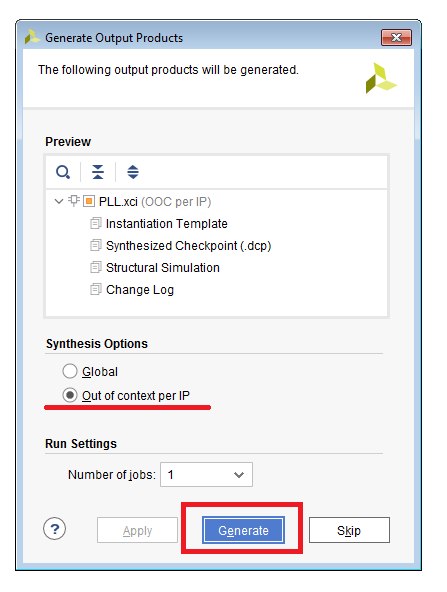 Generate Output Products
The following output products will be generated.
Preview
PLL.xci (OOC per IP)
Instantiation Template
Synthesized Checkpoint (.dcp)
Structural Simulation
Change Log
Synthesis Options
Global
Out of context per IP
Run Settings
Number of jobs: 1
? Apply Generate Skip